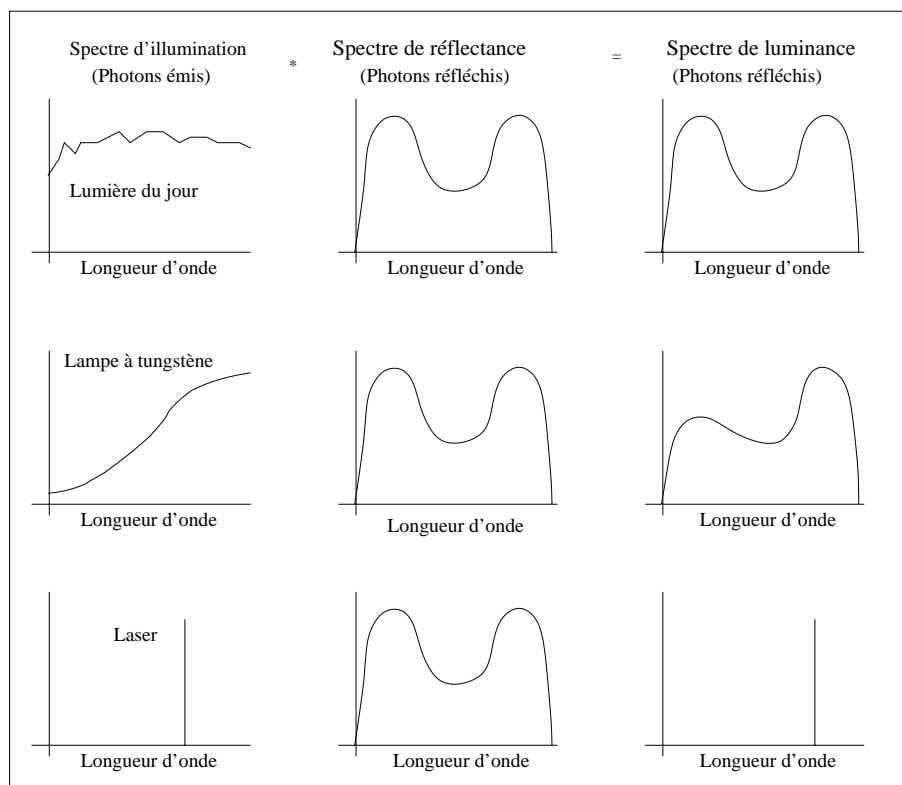 Spectre d'illumination
(Photons émis)
*
Spectre de réflectance
(Photons réfléchis)
=
Spectre de luminance
(Photons réfléchis)
Lumière du jour
Longueur d'onde
Longueur d'onde
Longueur d'onde
Lampe à tungstène
Longueur d'onde
Longueur d'onde
Longueur d'onde
Laser
Longueur d'onde
Longueur d'onde
Longueur d'onde